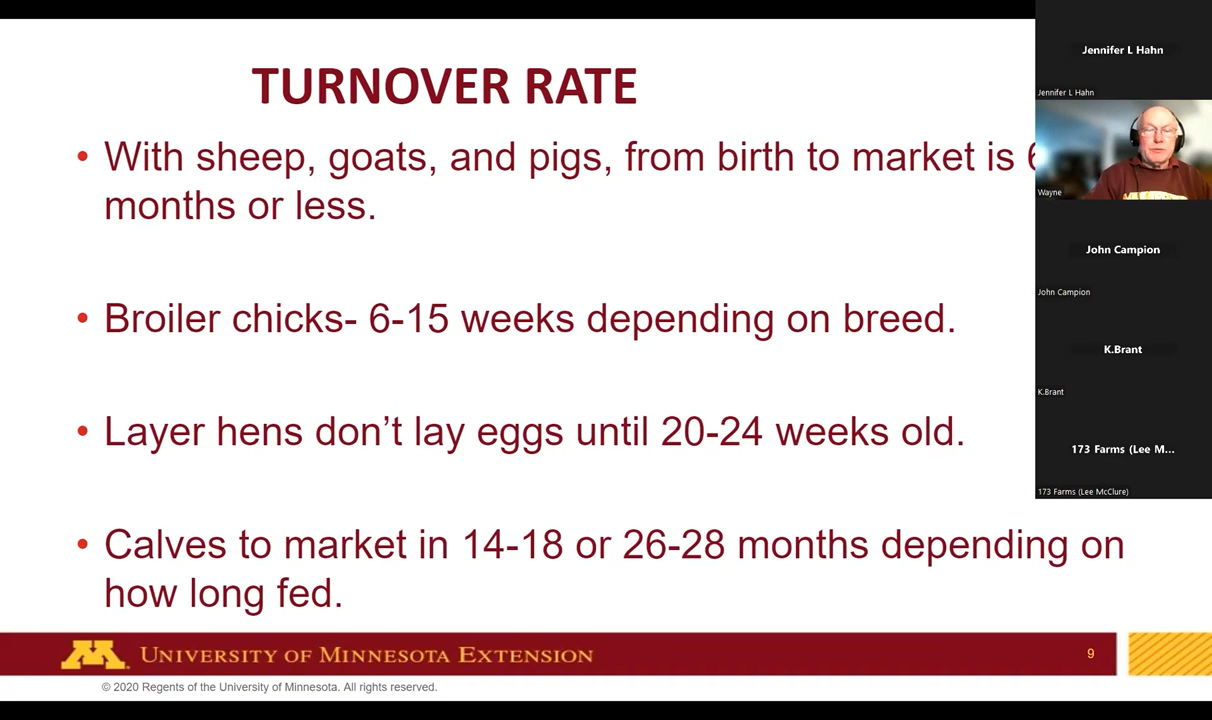 TURNOVER RATE
• With sheep, goats, and pigs, from birth to market is
months or less.
• Broiler chicks- 6-15 weeks depending on breed.
• Layer hens don’t lay eggs until 20-24 weeks old.
• Calves to market in 14-18 or 26-28 months depending on
how long fed.
UNIVERSITY OF MINNESOTA EXTENSION
9
© 2020 Regents of the University of Minnesota. All rights reserved.
Jennifer L Hahn
Jennifer L Hahn
Wayne
John Campion
John Campion
K.Brant
K.Brant
173 Farms (Lee M...
173 Farms (Lee McClure)